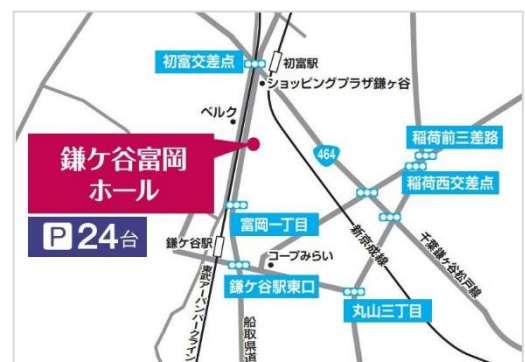 初富交差点
初富駅
ショッピングプラザ鎌ヶ谷
ベルク
鎌ケ谷富岡
ホール
P 24台
464
稲荷前三差路
稲荷西交差点
富岡一丁目
鎌ケ谷駅
コープみらい
新京成線
千葉鎌ヶ谷松戸線
鎌ケ谷駅東口
丸山三丁目
東武アーバンパークライン
船取県道